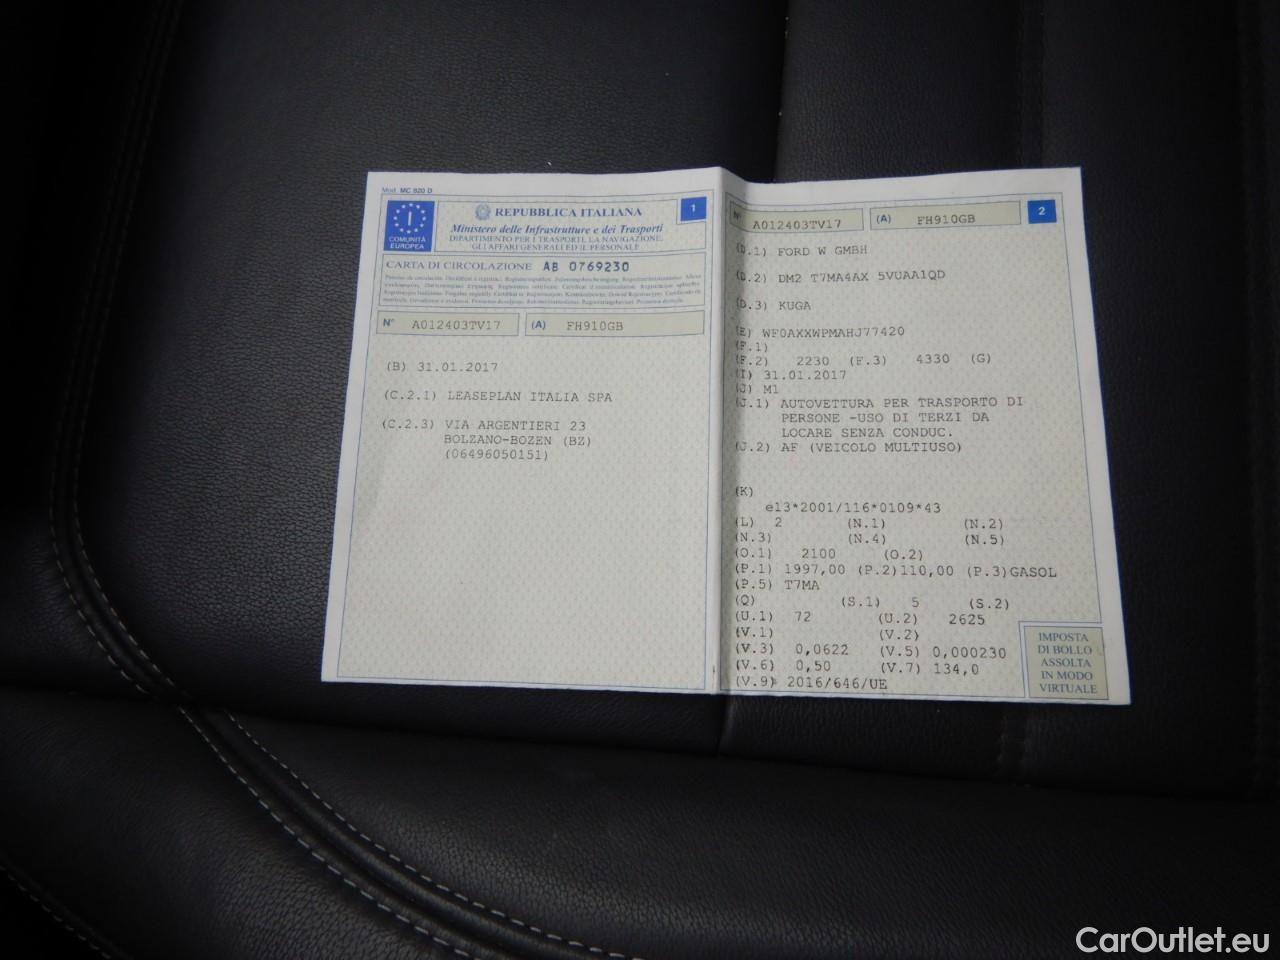 Mod. MC 820 D
I
COMUNITÀ
EUROPEA
REPUBBLICA ITALIANA
Ministero delle Infrastrutture e dei Trasporti
DIPARTIMENTO PER I TRASPORTI, LA NAVIGAZIONE,
GLI AFFARI GENERALI ED IL PERSONALE
1
CARTA DI CIRCOLAZIONE AB 0769230
N° A012403TV17 (A) FH910GB
(B) 31.01.2017
(C.2.1) LEASEPLAN ITALIA SPA
(C.2.3) VIA ARGENTIERI 23
BOLZANO-BOZEN (BZ)
(06496050151)
N° A012403TV17 (A) FH910GB
2
(D.1) FORD W GMBH
(D.2) DM2 T7MA4AX 5VUAA1QD
(D.3) KUGA
(E) WF0AXXWPMAHJ77420
(F.1)
(F.2) 2230 (F.3) 4330 (G)
(I) 31.01.2017
(J) M1
(J.1) AUTOVETTURA PER TRASPORTO DI
PERSONE -USO DI TERZI DA
LOCARE SENZA CONDUC.
(J.2) AF (VEICOLO MULTIUSO)
(K)
e13*2001/116*0109*43
(L) 2 (N.1) (N.2)
(N.3) (N.4) (N.5)
(O.1) 2100 (O.2)
(P.1) 1997,00 (P.2)110,00 (P.3)GASOL
(P.5) T7MA
(Q) (S.1) 5 (S.2)
(U.1) 72 (U.2) 2625
(V.1) (V.2)
(V.3) 0,0622 (V.5) 0,000230
(V.6) 0,50 (V.7) 134,0
(V.9) 2016/646/UE
IMPOSTA
DI BOLLO
ASSOLTA
IN MODO
VIRTUALE
CarOutlet.eu